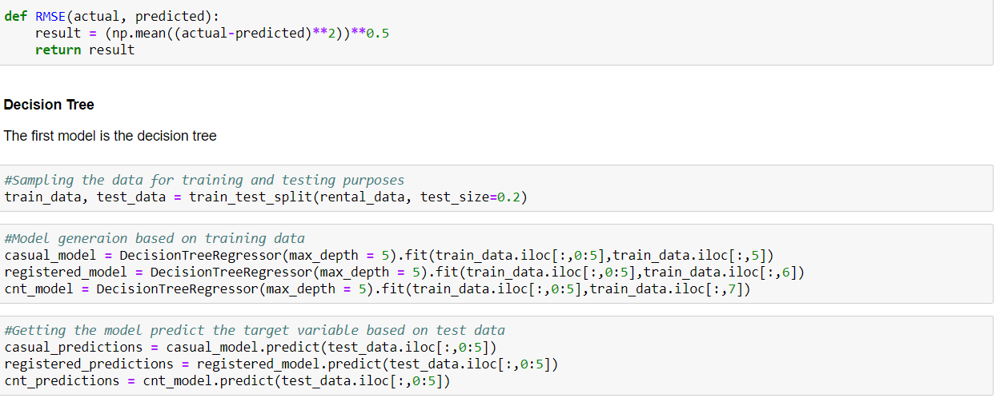 def RMSE(actual, predicted):
    result = (np.mean((actual-predicted)**2))**0.5
    return result
Decision Tree
The first model is the decision tree
#Sampling the data for training and testing purposes
train_data, test_data = train_test_split(rental_data, test_size=0.2)
#Model generaion based on training data
casual_model = DecisionTreeRegressor(max_depth = 5).fit(train_data.iloc[:,0:5],train_data.iloc[:,5])
registered_model = DecisionTreeRegressor(max_depth = 5).fit(train_data.iloc[:,0:5],train_data.iloc[:,6])
cnt_model = DecisionTreeRegressor(max_depth = 5).fit(train_data.iloc[:,0:5],train_data.iloc[:,7])
#Getting the model predict the target variable based on test data
casual_predictions = casual_model.predict(test_data.iloc[:,0:5])
registered_predictions = registered_model.predict(test_data.iloc[:,0:5])
cnt_predictions = cnt_model.predict(test_data.iloc[:,0:5])